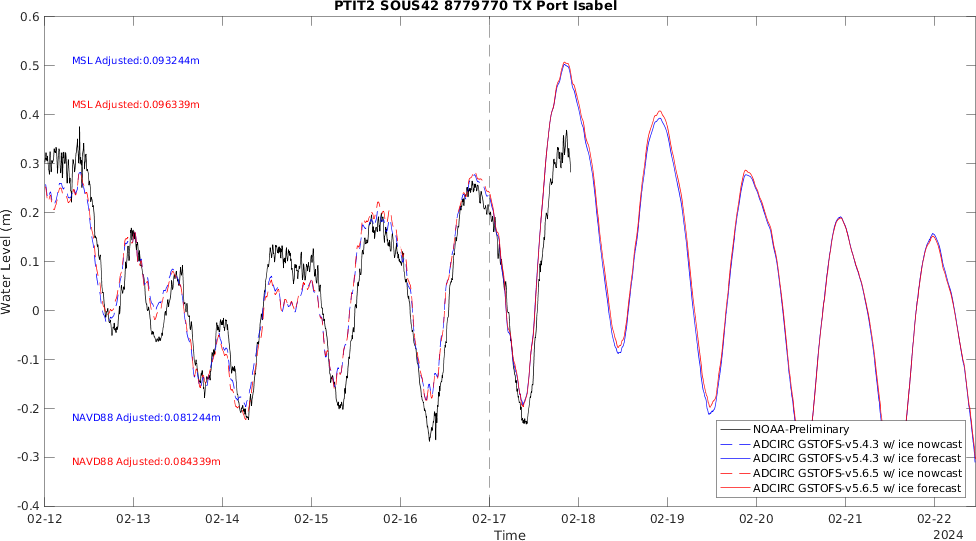 PTIT2 SOUS42 8779770 TX Port Isabel
0.6
0.5
0.4
0.3
0.2
0.1
0
-0.1
-0.2
-0.3
-0.4
Water Level (m)
MSL Adjusted:0.093244m
MSL Adjusted:0.096339m
NAVD88 Adjusted:0.081244m
NAVD88 Adjusted:0.084339m
NOAA-Preliminary
ADCIRC GSTOFS-v5.4.3 w/ ice nowcast
ADCIRC GSTOFS-v5.4.3 w/ ice forecast
ADCIRC GSTOFS-v5.6.5 w/ ice nowcast
ADCIRC GSTOFS-v5.6.5 w/ ice forecast
02-12 02-13 02-14 02-15 02-16 02-17 02-18 02-19 02-20 02-21 02-22
Time
2024